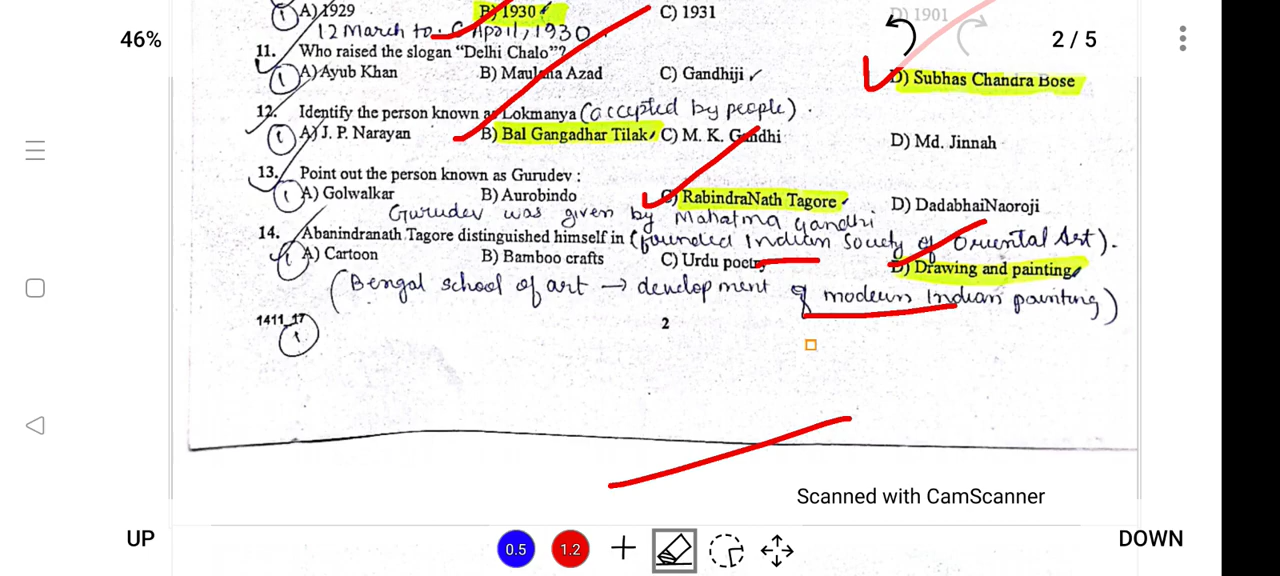 A) 1929 B) 1930 C) 1931 D) 1901
46% 2 / 5
12 March to 6 April, 1930
11. Who raised the slogan “Delhi Chalo”?
A) Ayub Khan B) Maulana Azad C) Gandhiji D) Subhas Chandra Bose
12. Identify the person known as Lokmanya (accepted by people).
A) J. P. Narayan B) Bal Gangadhar Tilak C) M. K. Gandhi D) Md. Jinnah
13. Point out the person known as Gurudev :
A) Golwalkar B) Aurobindo C) RabindraNath Tagore D) DadabhaiNaoroji
Gurudev was given by Mahatma Gandhi
14. Abanindranath Tagore distinguished himself in (founded Indian Society of Oriental Art).
A) Cartoon B) Bamboo crafts C) Urdu poetry D) Drawing and painting
(Bengal school of art → development of modern Indian painting)
1411_17 2
1
Scanned with CamScanner
UP DOWN
0.5 1.2